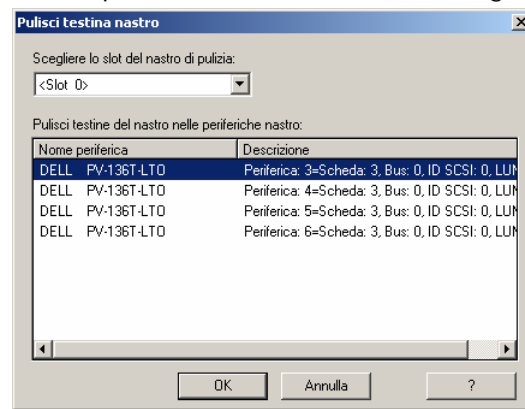 Pulisci testina nastro
Scegliere lo slot del nastro di pulizia:
<Slot 0>
Pulisci testine del nastro nelle periferiche nastro:
Nome periferica Descrizione
DELL PV-136T-LTO Periferica: 3=Scheda: 3, Bus: 0, ID SCSI: 0, LUN
DELL PV-136T-LTO Periferica: 4=Scheda: 3, Bus: 0, ID SCSI: 0, LUN
DELL PV-136T-LTO Periferica: 5=Scheda: 3, Bus: 0, ID SCSI: 0, LUN
DELL PV-136T-LTO Periferica: 6=Scheda: 3, Bus: 0, ID SCSI: 0, LUN
OK Annulla ?